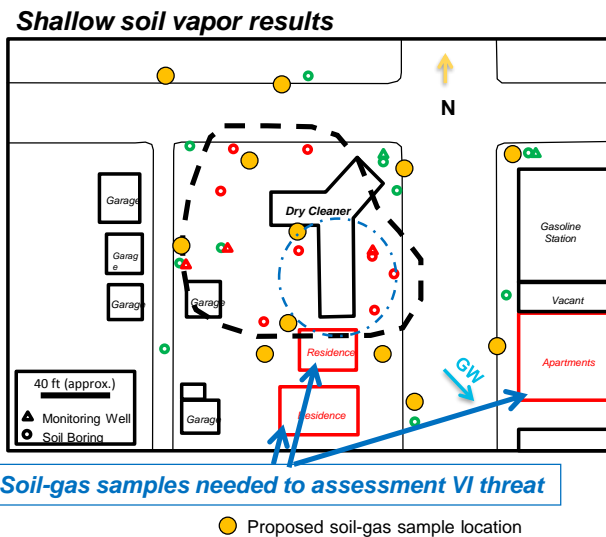 Shallow soil vapor results
N
Garage
Dry Cleaner
Garag
e
Gasoline
Station
Garage
Garage
Vacant
Residence
Apartments
GW
40 ft (approx.)
Monitoring Well
Soil Boring
Garage
Residence
Soil-gas samples needed to assessment VI threat
Proposed soil-gas sample location